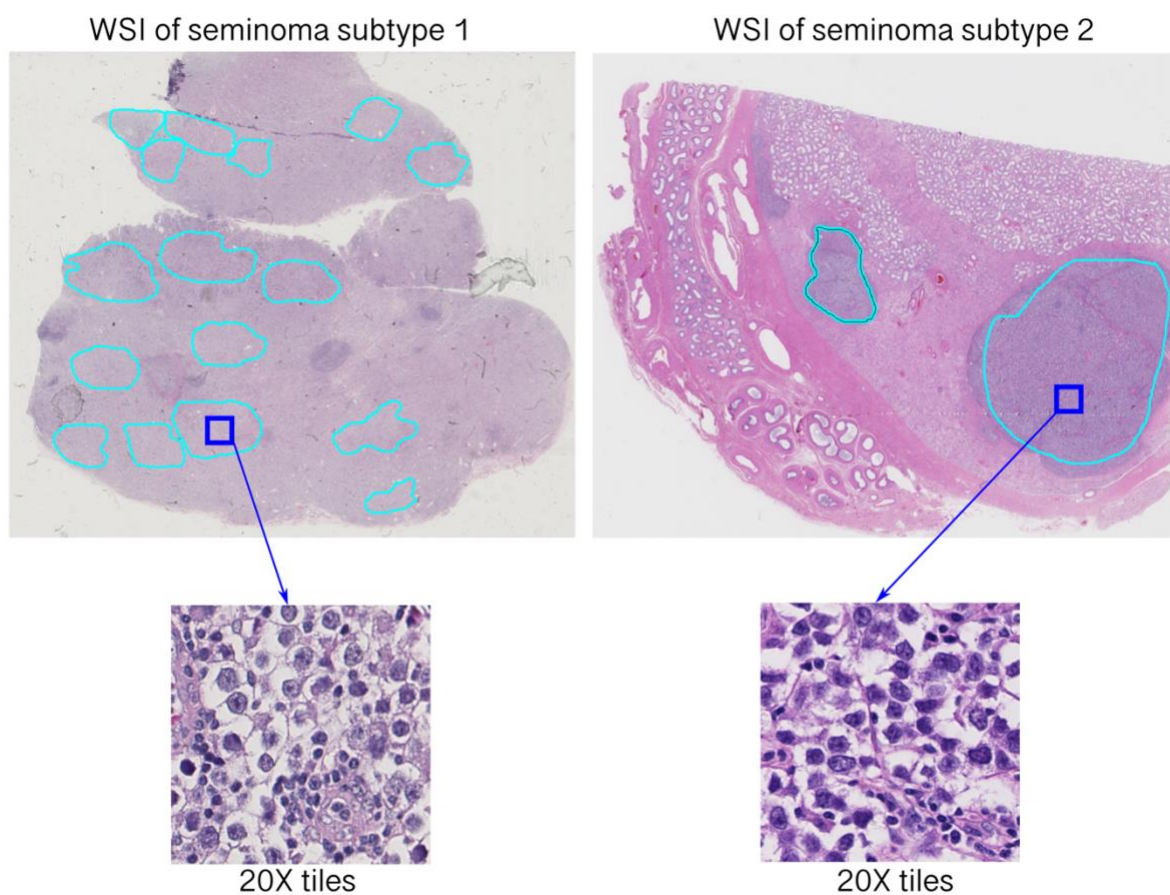 WSI of seminoma subtype 1
WSI of seminoma subtype 2
20X tiles
20X tiles